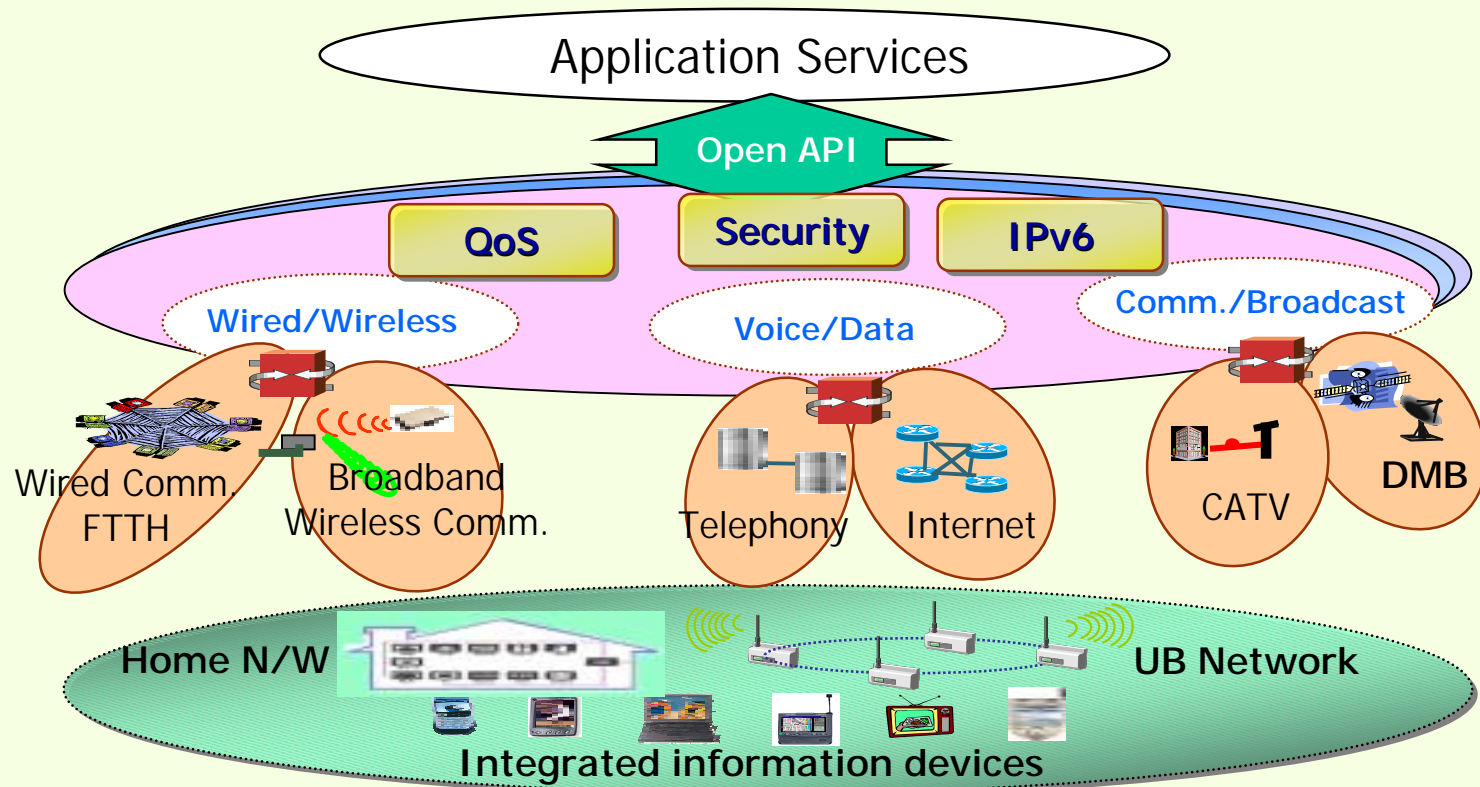 Application Services
Open API
QoS
Security
IPv6
Wired/Wireless
Voice/Data
Comm./Broadcast
Wired Comm.
FTTH
Broadband
Wireless Comm.
Telephony
Internet
CATV
DMB
Home N/W
UB Network
Integrated information devices